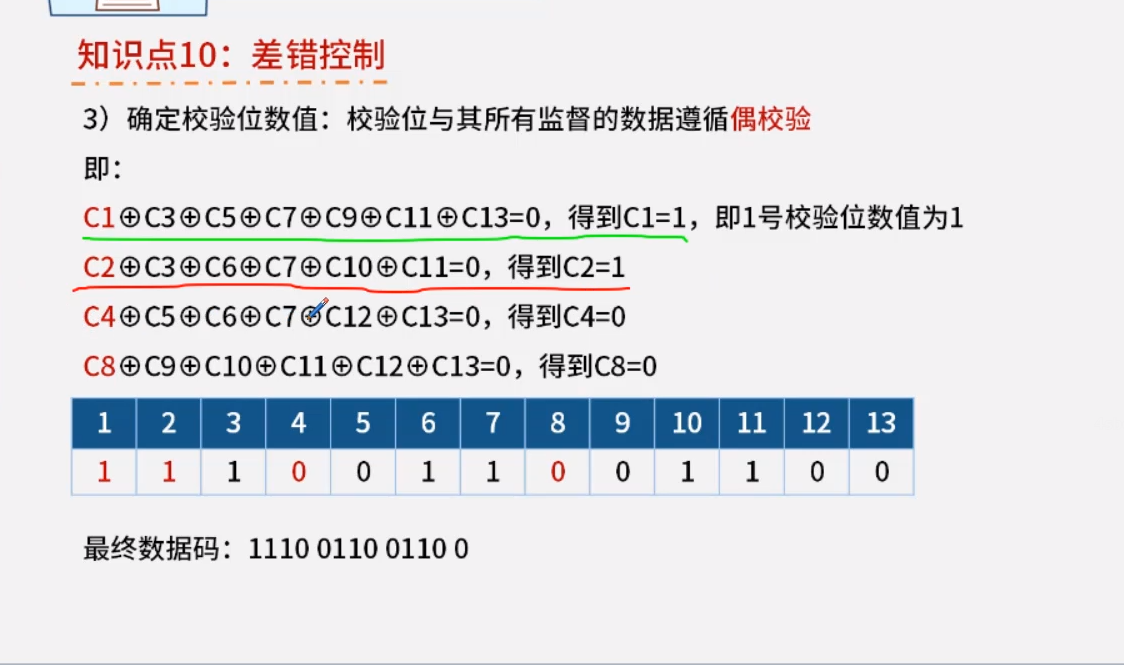 知识点10：差错控制
3）确定校验位数值：校验位与其所有监督的数据遵循偶校验
即：
C1⊕C3⊕C5⊕C7⊕C9⊕C11⊕C13=0，得到C1=1，即1号校验位数值为1
C2⊕C3⊕C6⊕C7⊕C10⊕C11=0，得到C2=1
C4⊕C5⊕C6⊕C7⊕C12⊕C13=0，得到C4=0
C8⊕C9⊕C10⊕C11⊕C12⊕C13=0，得到C8=0
1 2 3 4 5 6 7 8 9 10 11 12 13
1 1 1 0 0 1 1 0 0 1 1 0 0
最终数据码：1110 0110 0110 0